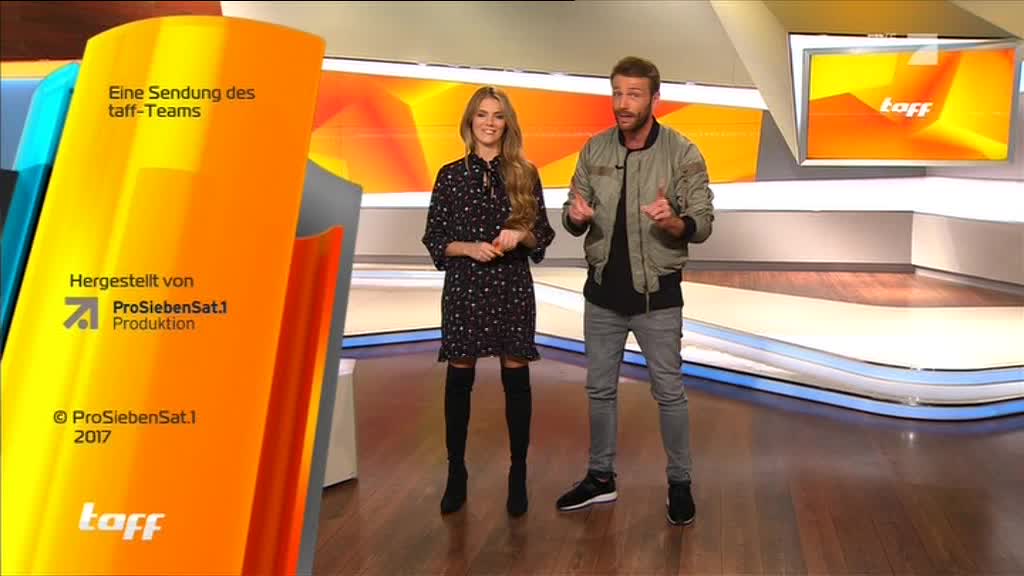 Eine Sendung des
taff-Teams
Hergestellt von
ProSiebenSat.1
Produktion
© ProSiebenSat.1
2017
taff
taff